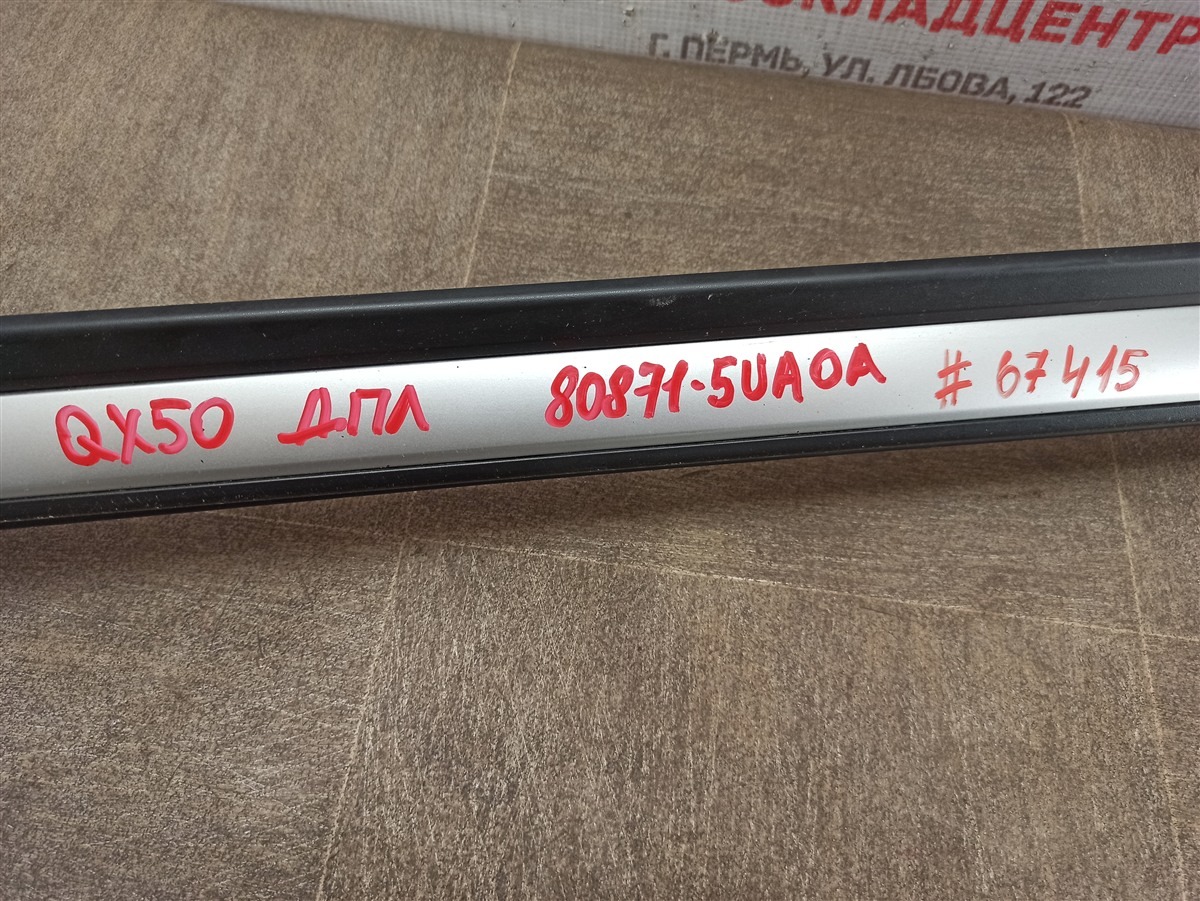 СКЛАДЦЕНТР
Г. ПЕРМЬ, УЛ. ЛБОВА, 122
QX50 ДПЛ 80871-5UA0A # 67415